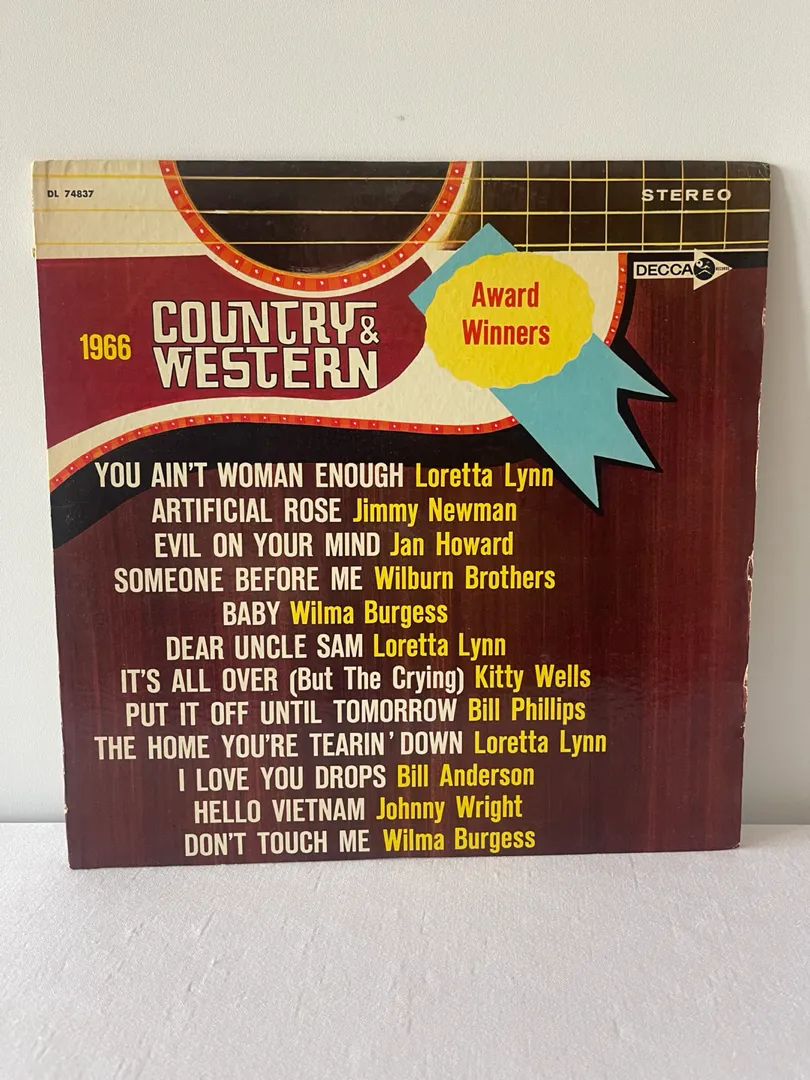 DL 74837
STEREO
DECCA RECORDS
Award
Winners
1966 COUNTRY &
WESTERN
YOU AIN'T WOMAN ENOUGH Loretta Lynn
ARTIFICIAL ROSE Jimmy Newman
EVIL ON YOUR MIND Jan Howard
SOMEONE BEFORE ME Wilburn Brothers
BABY Wilma Burgess
DEAR UNCLE SAM Loretta Lynn
IT'S ALL OVER (But The Crying) Kitty Wells
PUT IT OFF UNTIL TOMORROW Bill Phillips
THE HOME YOU'RE TEARIN' DOWN Loretta Lynn
I LOVE YOU DROPS Bill Anderson
HELLO VIETNAM Johnny Wright
DON'T TOUCH ME Wilma Burgess